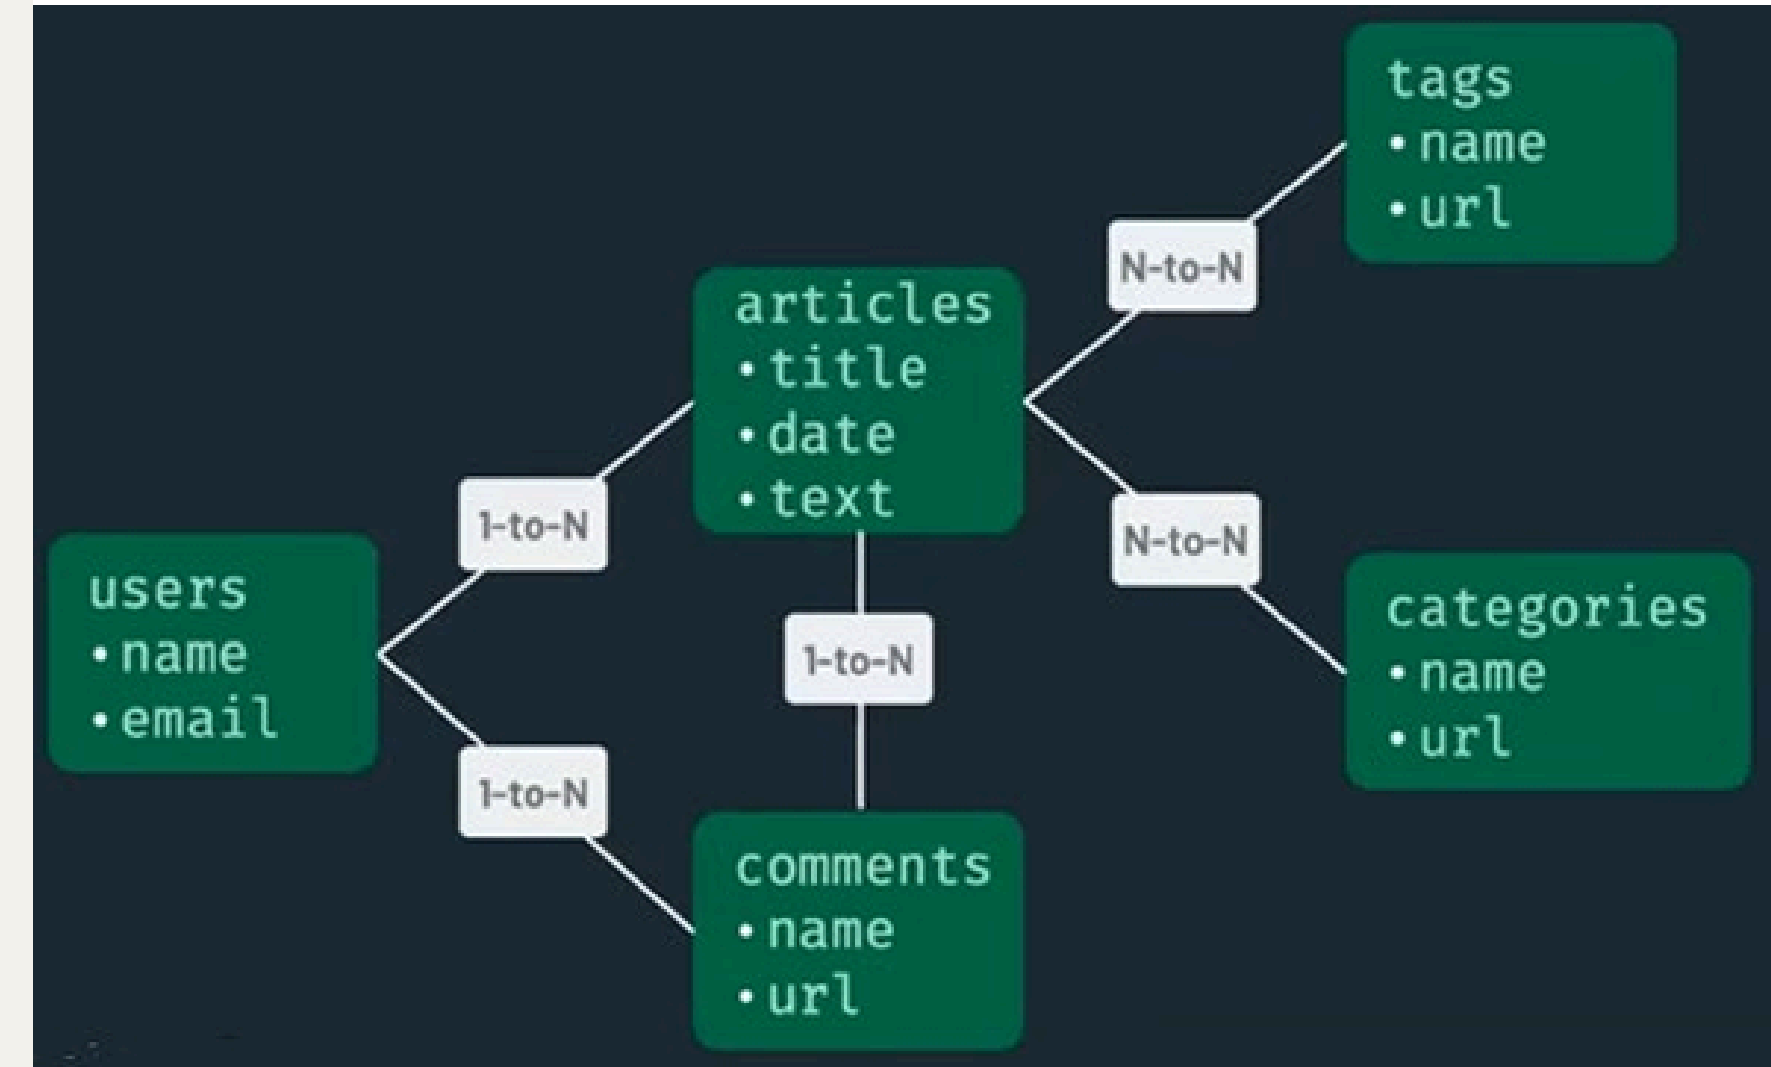 tags
• name
• url
N-to-N
articles
• title
• date
• text
1-to-N
N-to-N
users
• name
• email
categories
• name
• url
1-to-N
1-to-N
comments
• name
• url